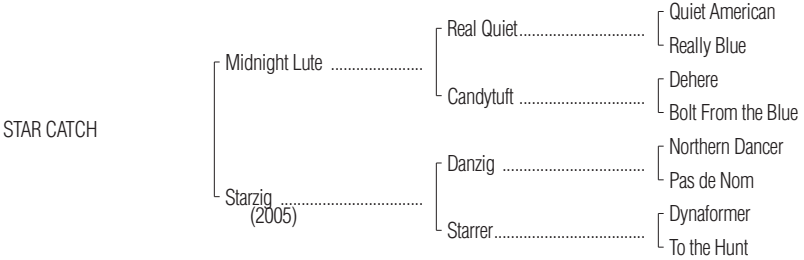 Quiet American
Real Quiet..........................................
Really Blue
Midnight Lute ......................
Dehere
Candytuft ..........................................
Bolt From the Blue
STAR CATCH
Northern Dancer
Danzig ................................................
Pas de Nom
Starzig ..................................
(2005)
Dynaformer
Starrer..................................................
To the Hunt